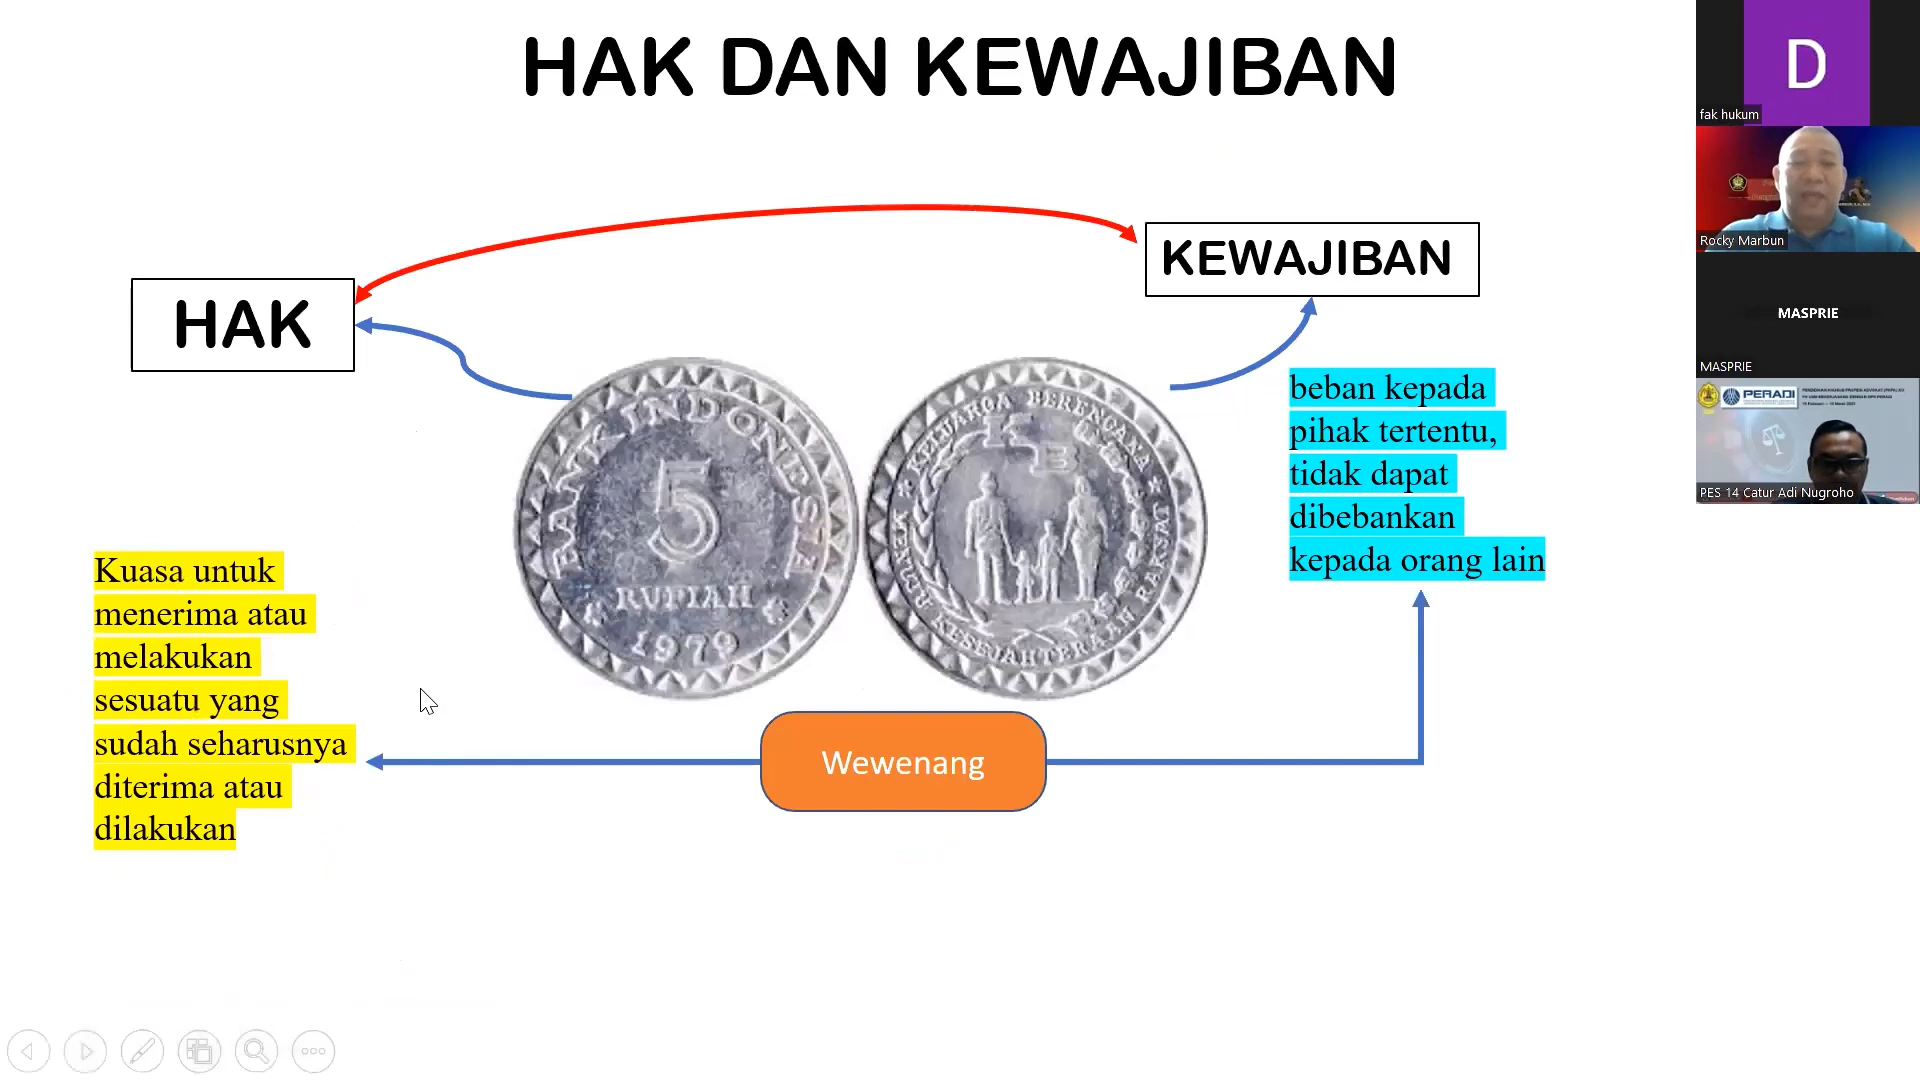 HAK DAN KEWAJIBAN
HAK
KEWAJIBAN
BANK INDONESIA
5
RUPIAH
1979
KELUARGA BERENCANA
KB
MENUJU KESEJAHTERAAN RAKYAT
Kuasa untuk
menerima atau
melakukan
sesuatu yang
sudah seharusnya
diterima atau
dilakukan
beban kepada
pihak tertentu,
tidak dapat
dibebankan
kepada orang lain
Wewenang
D
fak hukum
Rocky Marbun
MASPRIE
MASPRIE
PERADI
PES 14 Catur Adi Nugroho